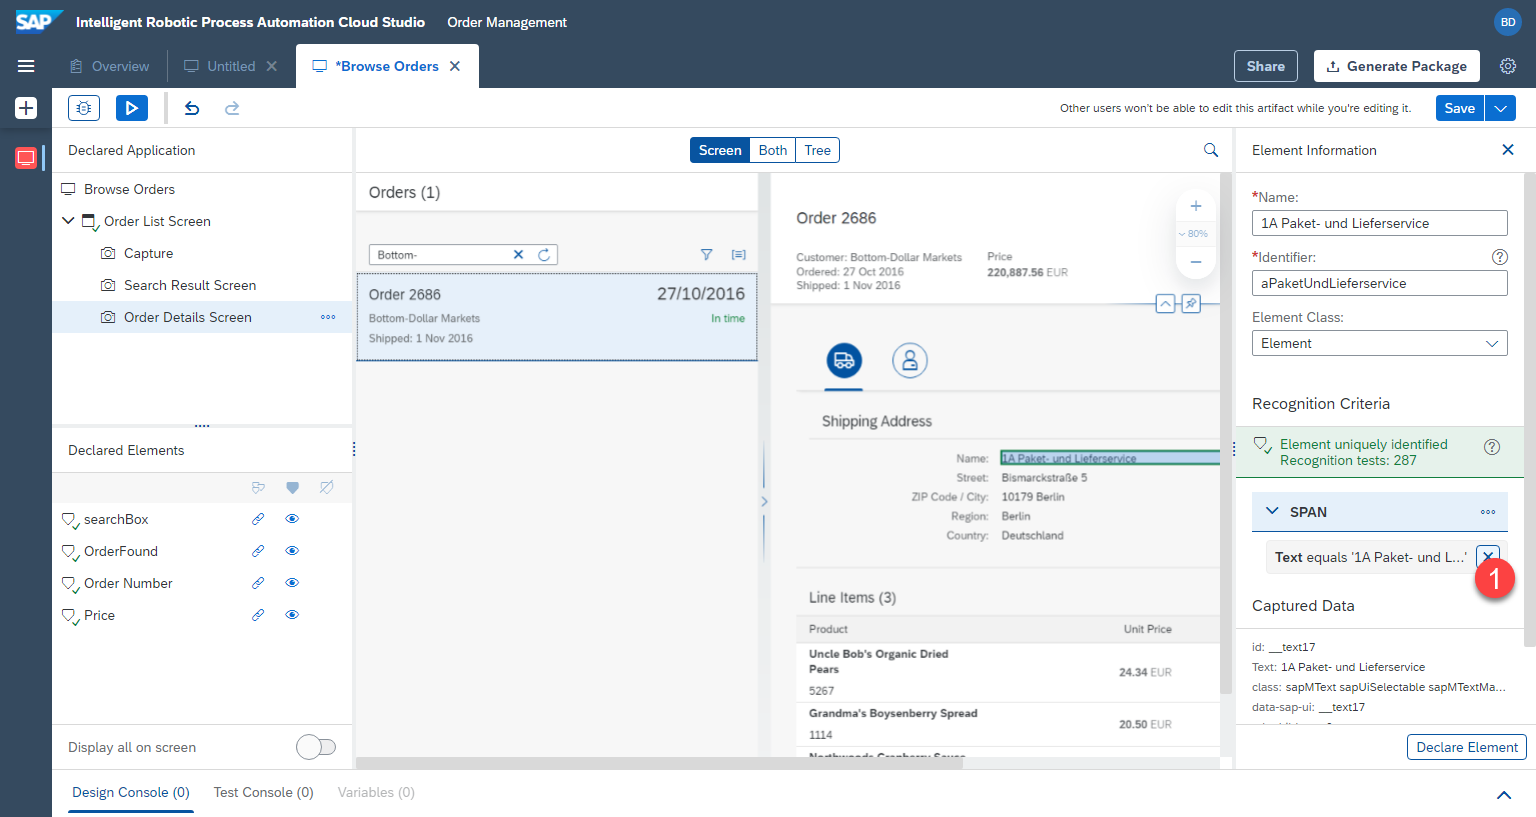 SAP Intelligent Robotic Process Automation Cloud Studio Order Management BD
Overview Untitled *Browse Orders Share Generate Package
Other users won't be able to edit this artifact while you're editing it. Save
Declared Application
Browse Orders
Order List Screen
Capture
Search Result Screen
Order Details Screen
Declared Elements
searchBox
OrderFound
Order Number
Price
Display all on screen
Screen Both Tree
Orders (1)
Bottom-
Order 2686 27/10/2016
Bottom-Dollar Markets In time
Shipped: 1 Nov 2016
Order 2686
80%
Customer: Bottom-Dollar Markets Price
Ordered: 27 Oct 2016 220,887.56 EUR
Shipped: 1 Nov 2016
Shipping Address
Name: 1A Paket- und Lieferservice
Street: Bismarckstraße 5
ZIP Code / City: 10179 Berlin
Region: Berlin
Country: Deutschland
Line Items (3)
Product Unit Price
Uncle Bob's Organic Dried
Pears
24.34 EUR
5267
Grandma's Boysenberry Spread
20.50 EUR
1114
Northwoods Cranberry Sauce
Element Information
*Name:
1A Paket- und Lieferservice
*Identifier:
aPaketUndLieferservice
Element Class:
Element
Recognition Criteria
Element uniquely identified
Recognition tests: 287
SPAN
Text equals '1A Paket- und L...'
1
Captured Data
id: __text17
Text: 1A Paket- und Lieferservice
class: sapMText sapUiSelectable sapMTextMa...
data-sap-ui: __text17
Declare Element
Design Console (0) Test Console (0) Variables (0)